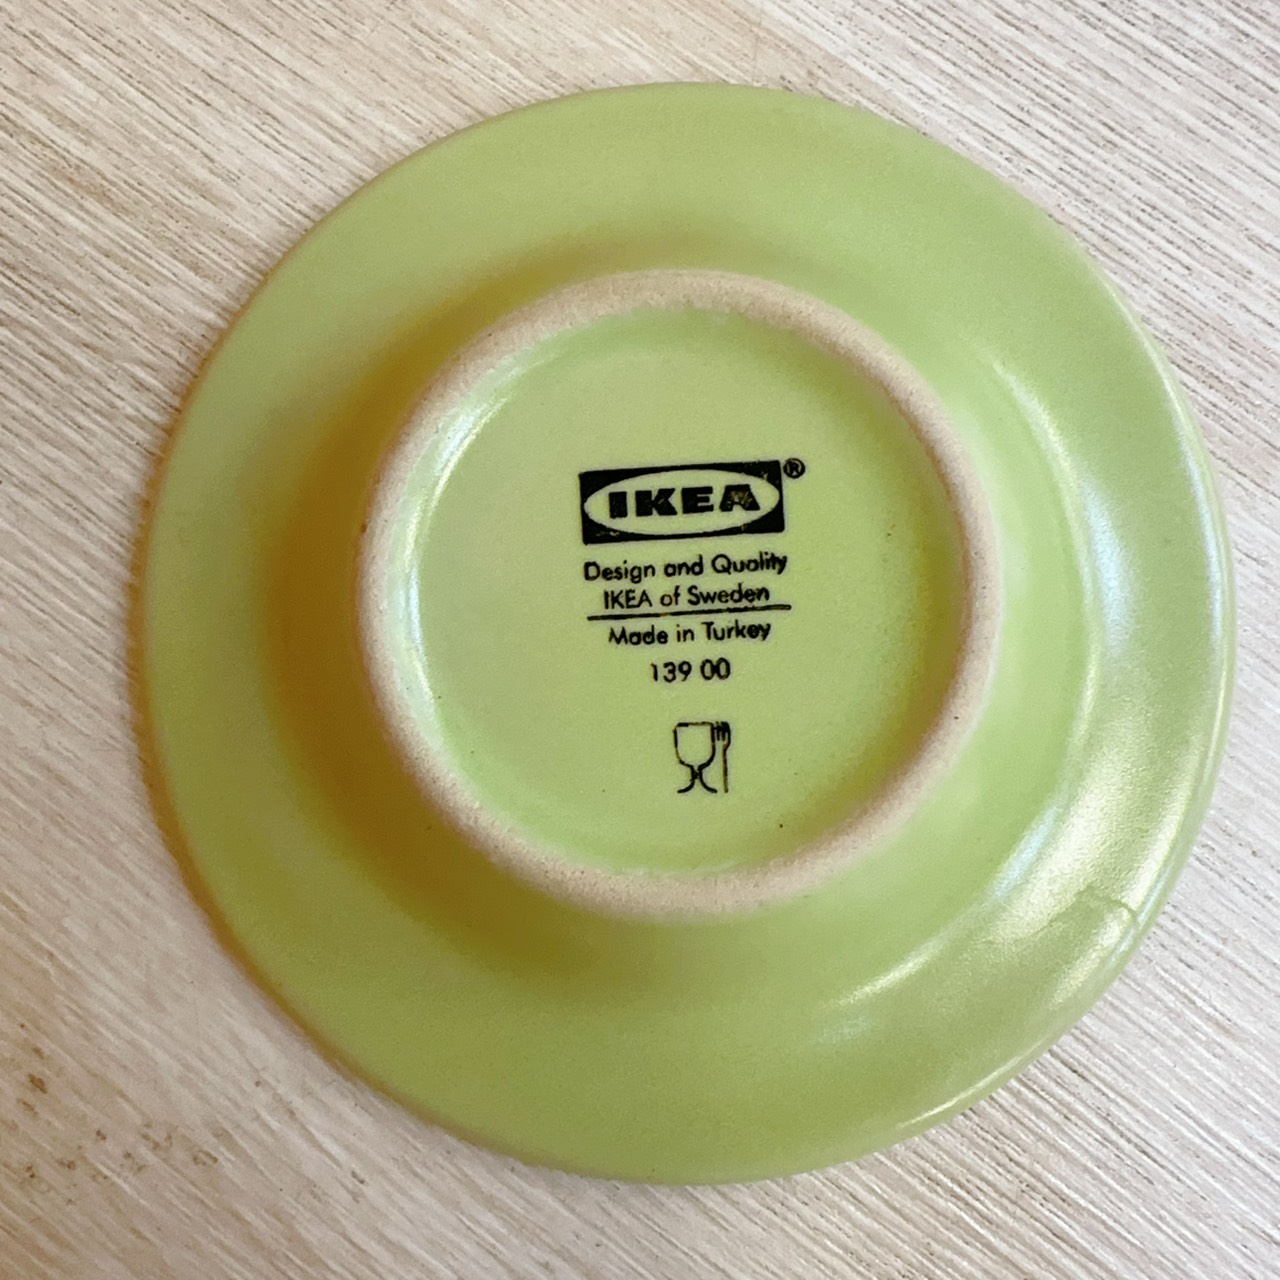 IKEA®
Design and Quality
IKEA of Sweden
Made in Turkey
139 00